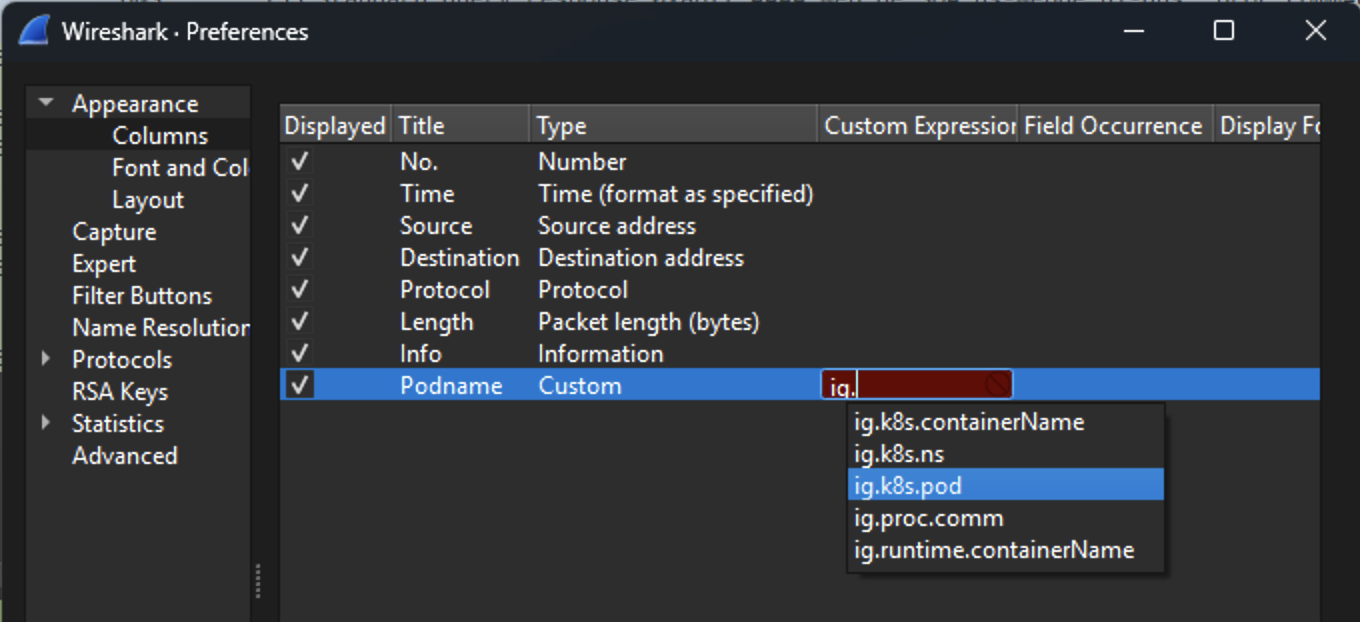 Wireshark · Preferences
Appearance
Columns
Font and Col
Layout
Capture
Expert
Filter Buttons
Name Resolution
Protocols
RSA Keys
Statistics
Advanced
Displayed Title Type Custom Expression Field Occurrence Display Fo
No. Number
Time Time (format as specified)
Source Source address
Destination Destination address
Protocol Protocol
Length Packet length (bytes)
Info Information
Podname Custom ig.
ig.k8s.containerName
ig.k8s.ns
ig.k8s.pod
ig.proc.comm
ig.runtime.containerName